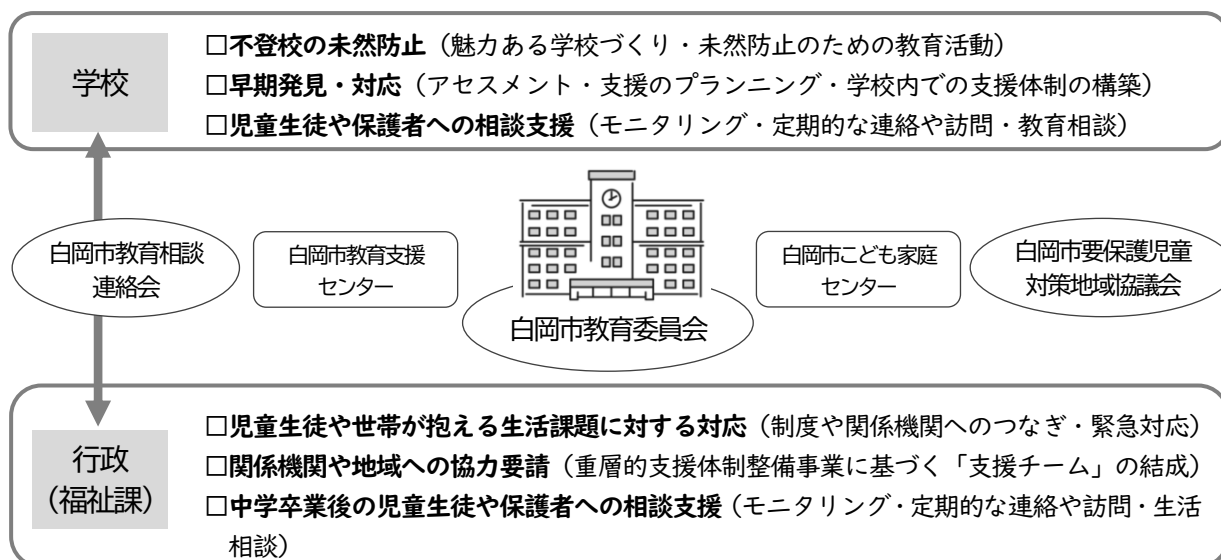 学校
□不登校の未然防止（魅力ある学校づくり・未然防止のための教育活動）
□早期発見・対応（アセスメント・支援のプランニング・学校内での支援体制の構築）
□児童生徒や保護者への相談支援（モニタリング・定期的な連絡や訪問・教育相談）
白岡市教育相談
連絡会
白岡市教育支援
センター
白岡市教育委員会
白岡市こども家庭
センター
白岡市要保護児童
対策地域協議会
行政
（福祉課）
□児童生徒や世帯が抱える生活課題に対する対応（制度や関係機関へのつなぎ・緊急対応）
□関係機関や地域への協力要請（重層的支援体制整備事業に基づく「支援チーム」の結成）
□中学卒業後の児童生徒や保護者への相談支援（モニタリング・定期的な連絡や訪問・生活
相談）